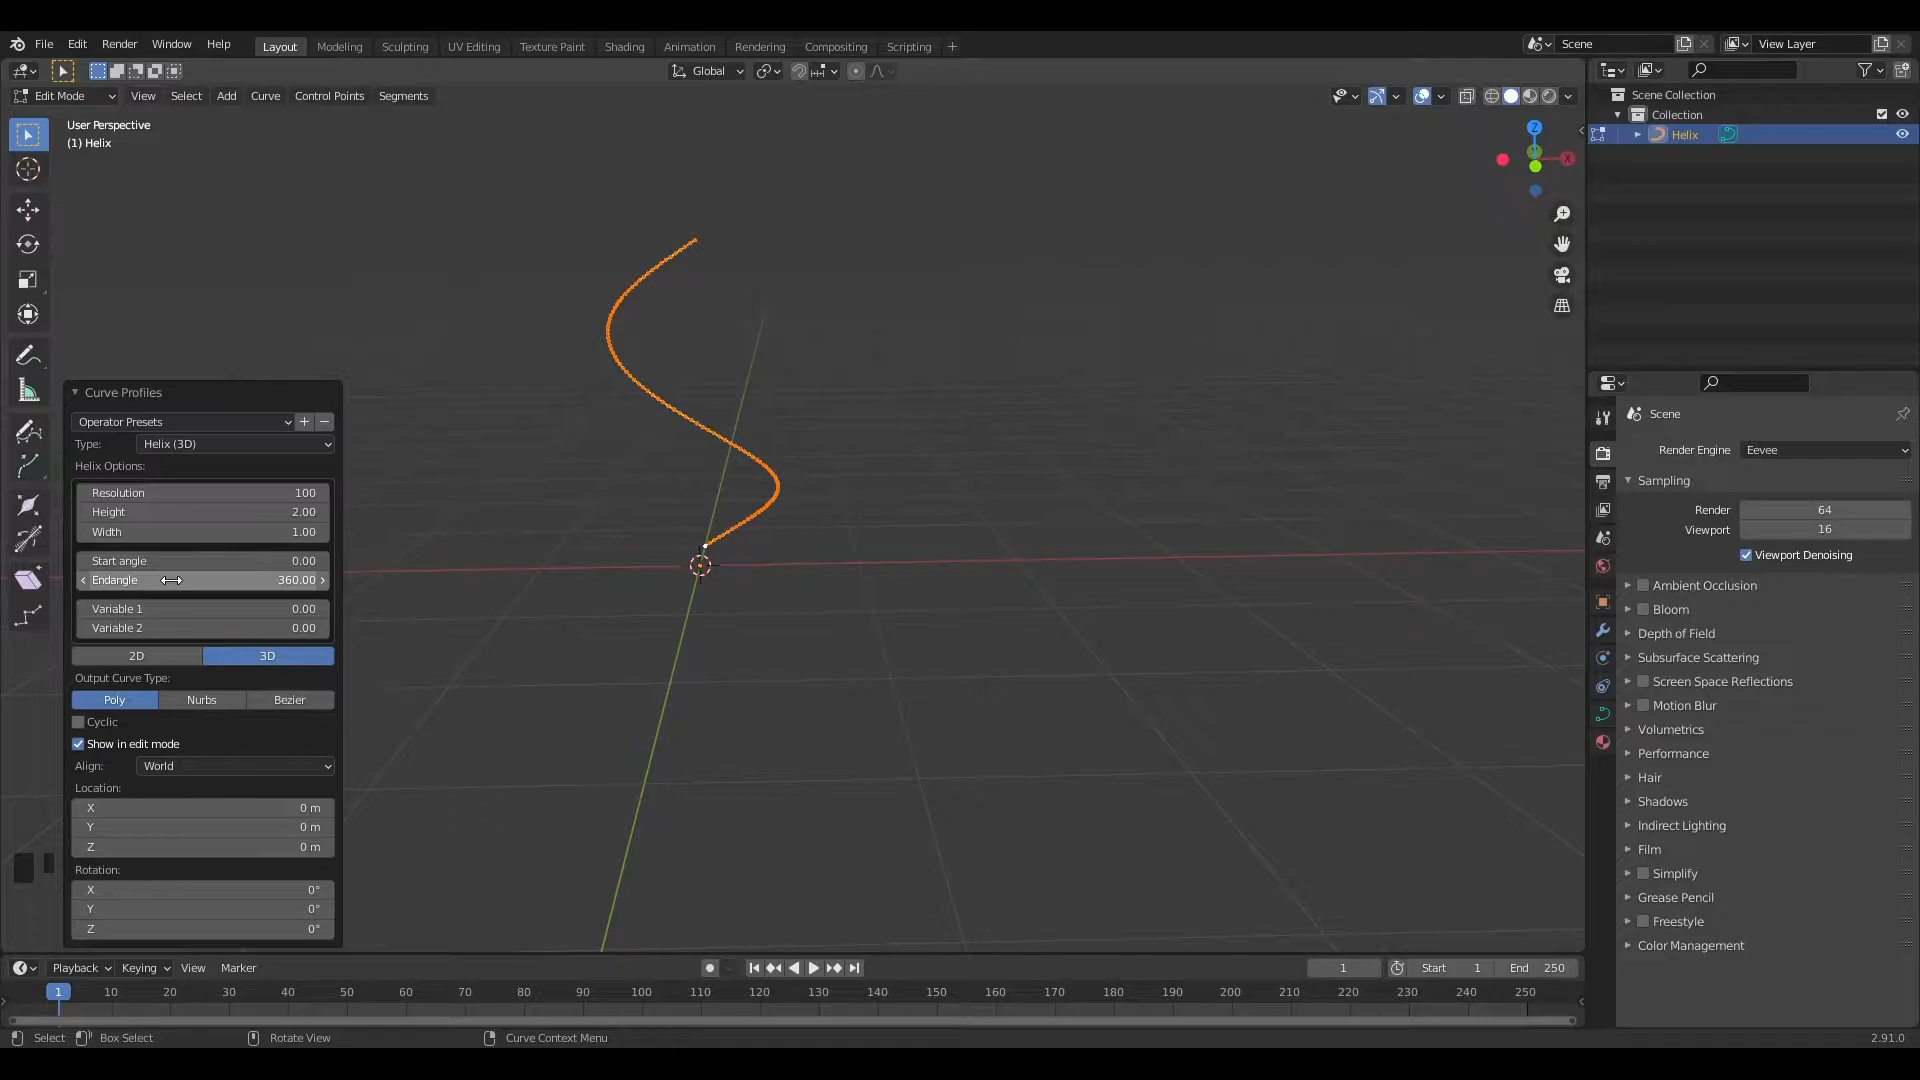 File Edit Render Window Help Layout Modeling Sculpting UV Editing Texture Paint Shading Animation Rendering Compositing Scripting + Scene View Layer
Global
Edit Mode View Select Add Curve Control Points Segments
User Perspective
(1) Helix
Z
X
Scene Collection
Collection
Helix
Curve Profiles
Operator Presets
Type: Helix (3D)
Helix Options:
Resolution 100
Height 2.00
Width 1.00
Start angle 0.00
Endangle 360.00
Variable 1 0.00
Variable 2 0.00
2D 3D
Output Curve Type:
Poly Nurbs Bezier
Cyclic
Show in edit mode
Align: World
Location:
X 0 m
Y 0 m
Z 0 m
Rotation:
X 0°
Y 0°
Z 0°
Scene
Render Engine Eevee
Sampling
Render 64
Viewport 16
Viewport Denoising
Ambient Occlusion
Bloom
Depth of Field
Subsurface Scattering
Screen Space Reflections
Motion Blur
Volumetrics
Performance
Hair
Shadows
Indirect Lighting
Film
Simplify
Grease Pencil
Freestyle
Color Management
Playback Keying View Marker 1 Start 1 End 250
1 10 20 30 40 50 60 70 80 90 100 110 120 130 140 150 160 170 180 190 200 210 220 230 240 250
Select Box Select Rotate View Curve Context Menu 2.91.0